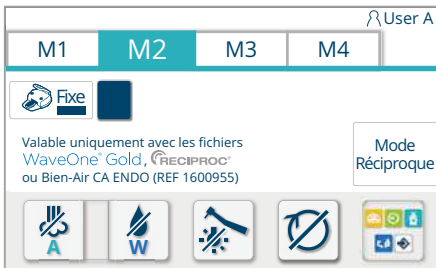 User A
M1 M2 M3 M4
Fixe
Valable uniquement avec les fichiers
WaveOne® Gold, RECIPROC®
ou Bien-Air CA ENDO (REF 1600955)
Mode
Réciproque
A W